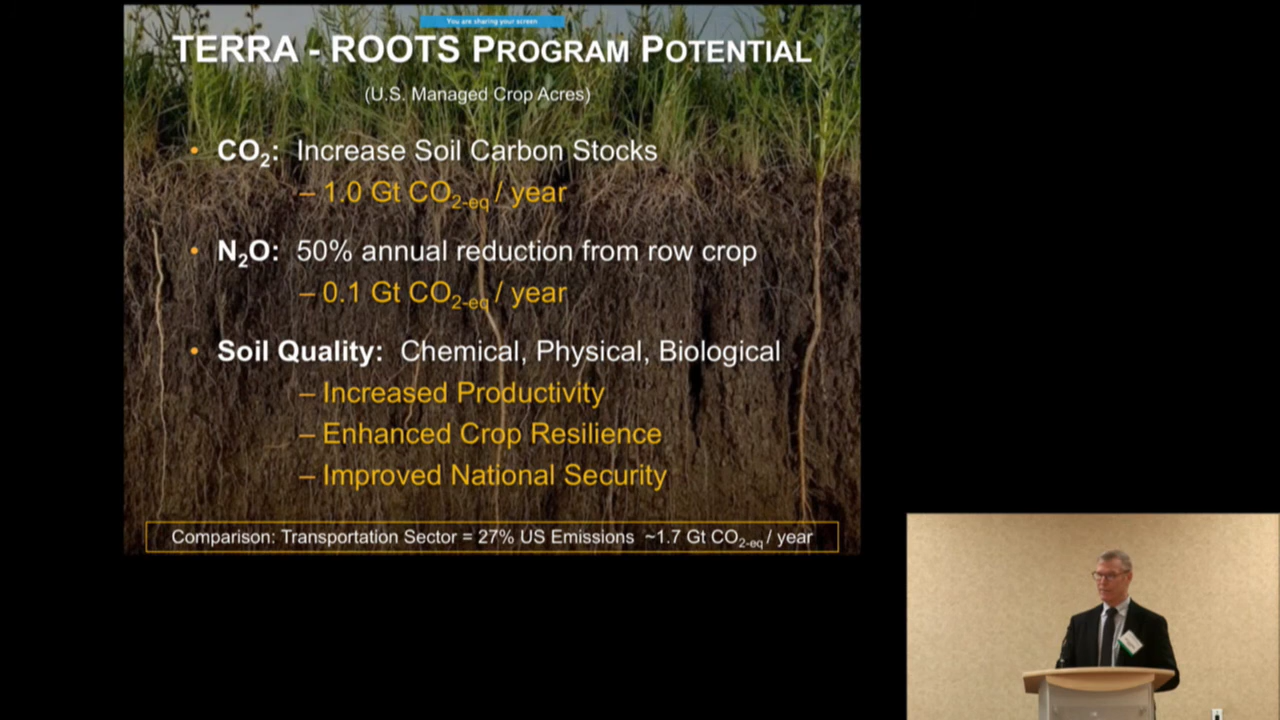 You are sharing your screen
TERRA - ROOTS PROGRAM POTENTIAL
(U.S. Managed Crop Acres)
• CO₂: Increase Soil Carbon Stocks
– 1.0 Gt CO₂₋eq / year
• N₂O: 50% annual reduction from row crop
– 0.1 Gt CO₂₋eq / year
• Soil Quality: Chemical, Physical, Biological
– Increased Productivity
– Enhanced Crop Resilience
– Improved National Security
Comparison: Transportation Sector = 27% US Emissions ~1.7 Gt CO₂₋eq / year